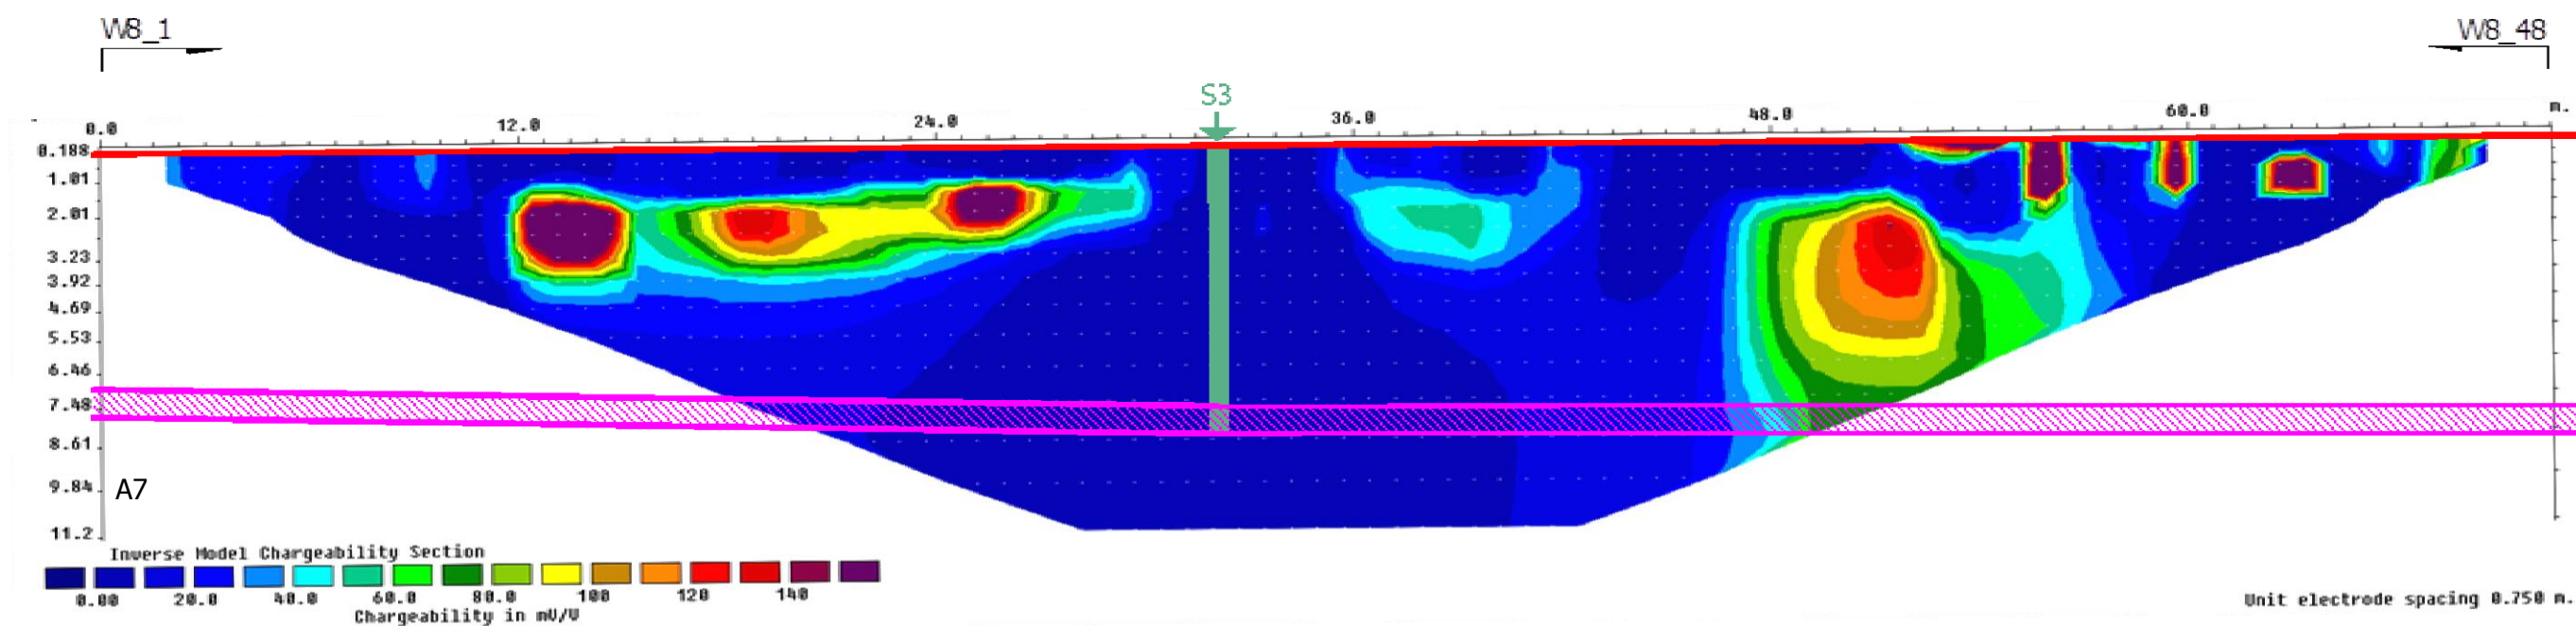 W8_1
W8_48
S3
0.0 12.0 24.0 36.0 48.0 60.0 m.
0.188
1.01
2.01
3.23
3.92
4.69
5.53
6.46
7.48
8.61
9.84
11.2
A7
Inverse Model Chargeability Section
0.00 20.0 40.0 60.0 80.0 100 120 140
Chargeability in mV/V
Unit electrode spacing 0.750 m.